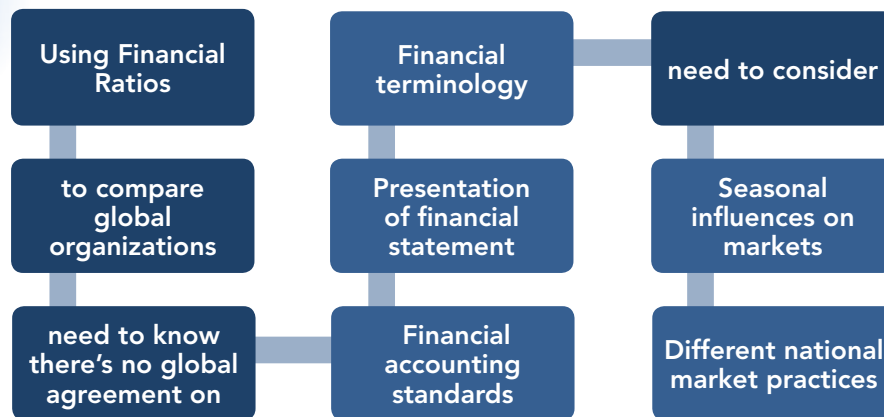 Using Financial
Ratios
to compare
global
organizations
need to know
there's no global
agreement on
Financial
accounting
standards
Presentation
of financial
statement
Financial
terminology
need to consider
Seasonal
influences on
markets
Different national
market practices